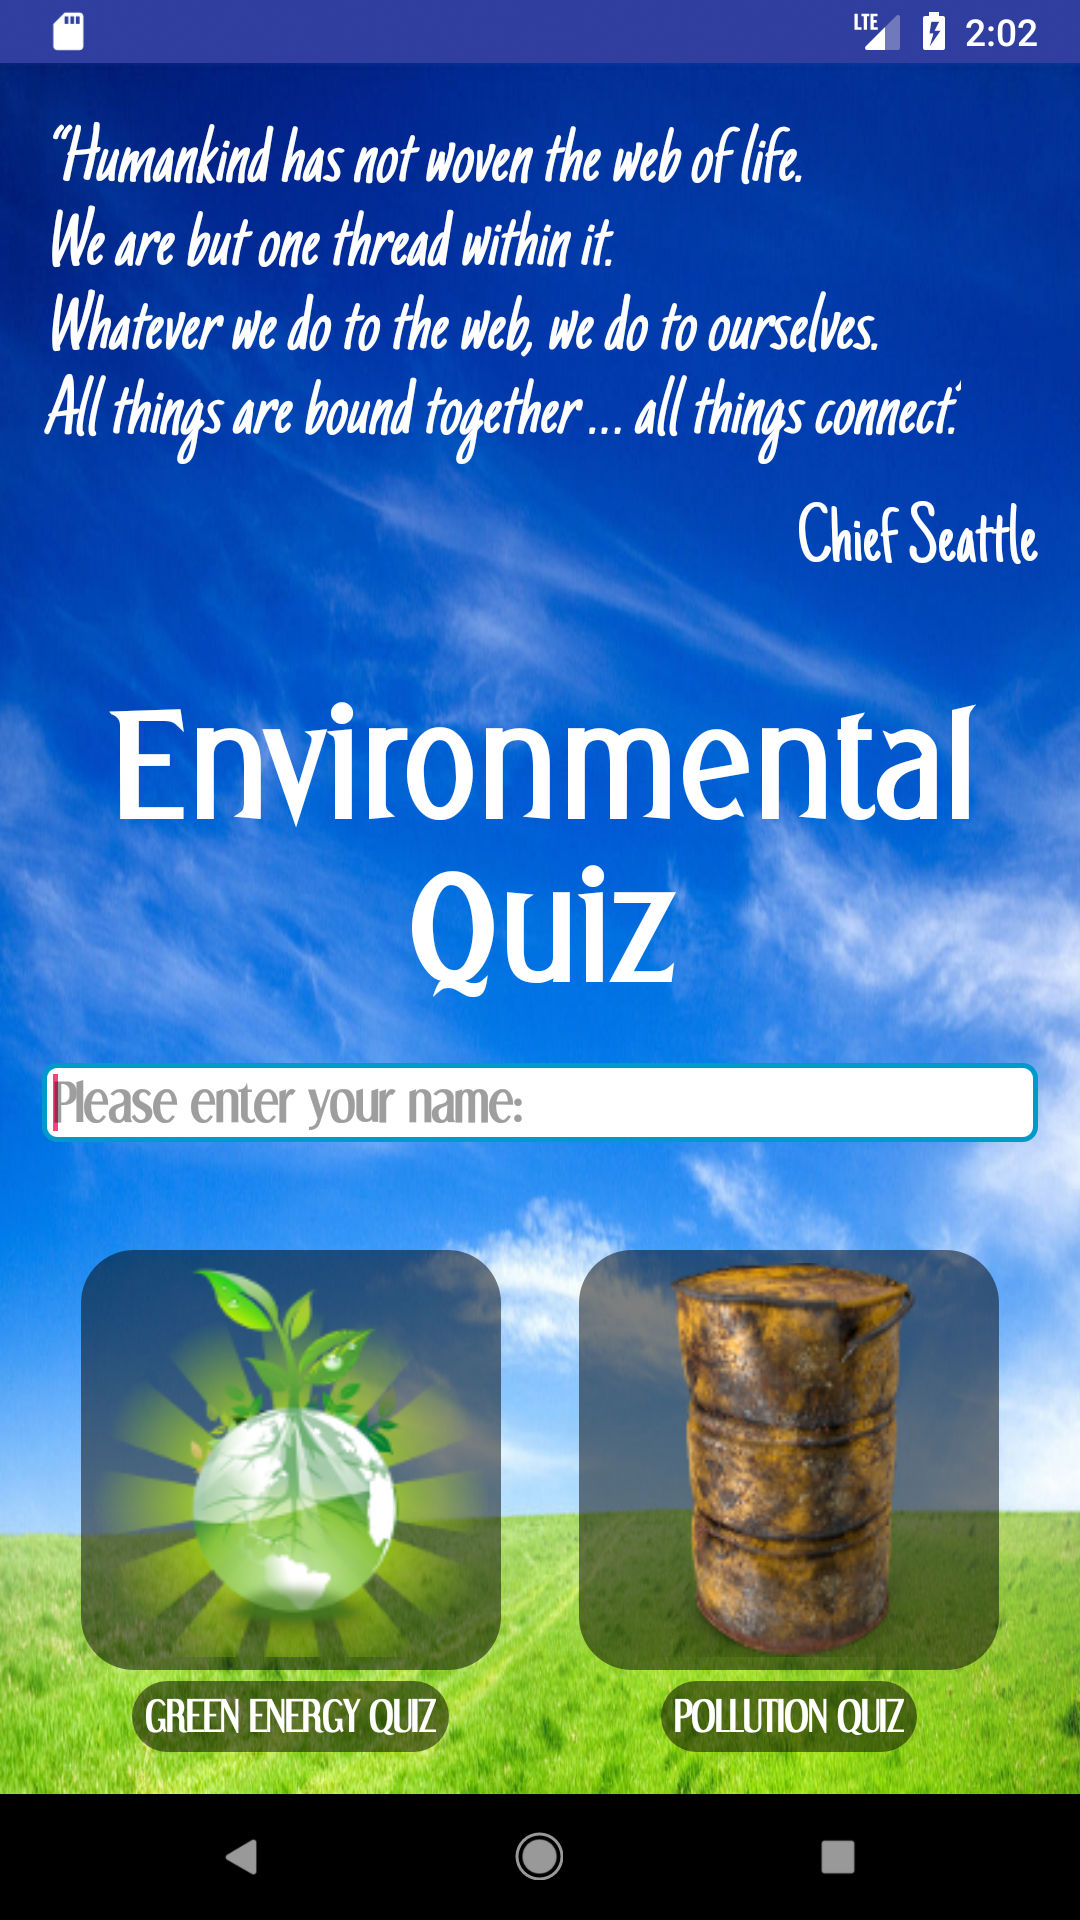 LTE 2:02
“Humankind has not woven the web of life.
We are but one thread within it.
Whatever we do to the web, we do to ourselves.
All things are bound together ... all things connect.”
Chief Seattle
Environmental
Quiz
Please enter your name:
GREEN ENERGY QUIZ
POLLUTION QUIZ